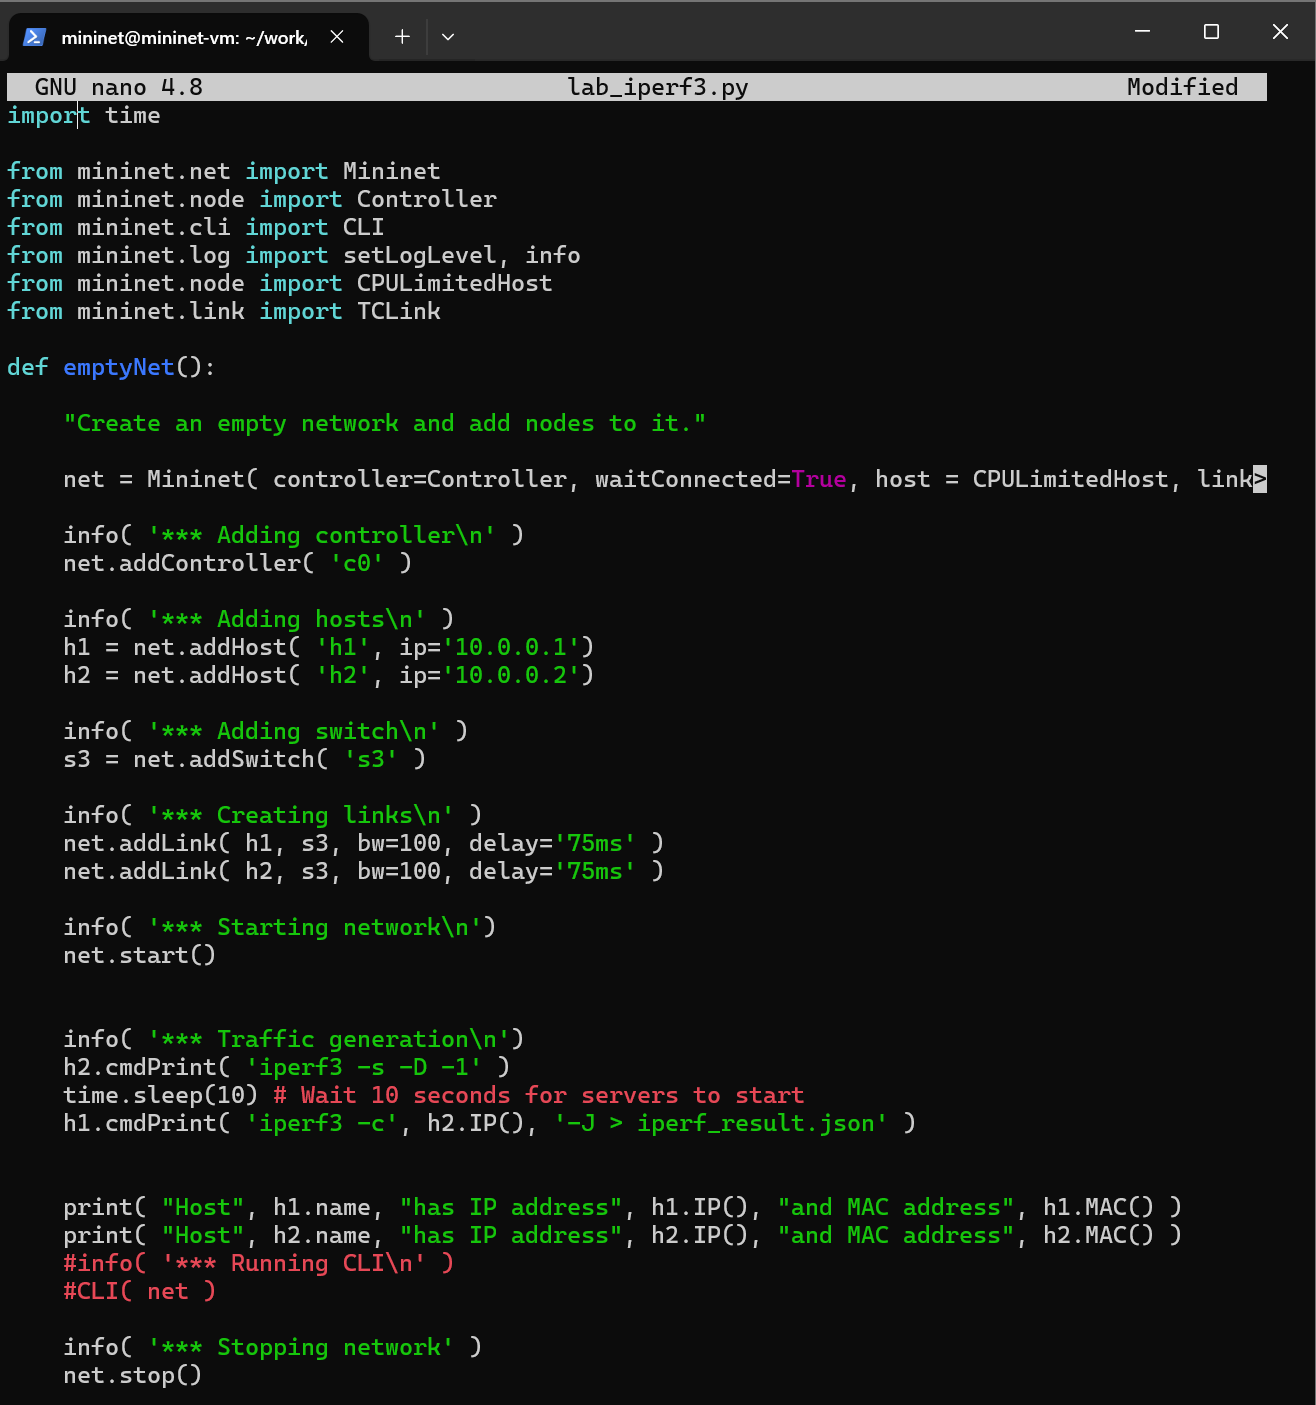 mininet@mininet-vm: ~/work/
GNU nano 4.8 lab_iperf3.py Modified
import time
from mininet.net import Mininet
from mininet.node import Controller
from mininet.cli import CLI
from mininet.log import setLogLevel, info
from mininet.node import CPULimitedHost
from mininet.link import TCLink
def emptyNet():
    "Create an empty network and add nodes to it."
    net = Mininet( controller=Controller, waitConnected=True, host = CPULimitedHost, link>
    info( '*** Adding controller\n' )
    net.addController( 'c0' )
    info( '*** Adding hosts\n' )
    h1 = net.addHost( 'h1', ip='10.0.0.1')
    h2 = net.addHost( 'h2', ip='10.0.0.2')
    info( '*** Adding switch\n' )
    s3 = net.addSwitch( 's3' )
    info( '*** Creating links\n' )
    net.addLink( h1, s3, bw=100, delay='75ms' )
    net.addLink( h2, s3, bw=100, delay='75ms' )
    info( '*** Starting network\n')
    net.start()
    info( '*** Traffic generation\n')
    h2.cmdPrint( 'iperf3 -s -D -1' )
    time.sleep(10) # Wait 10 seconds for servers to start
    h1.cmdPrint( 'iperf3 -c', h2.IP(), '-J > iperf_result.json' )
    print( "Host", h1.name, "has IP address", h1.IP(), "and MAC address", h1.MAC() )
    print( "Host", h2.name, "has IP address", h2.IP(), "and MAC address", h2.MAC() )
    #info( '*** Running CLI\n' )
    #CLI( net )
    info( '*** Stopping network' )
    net.stop()